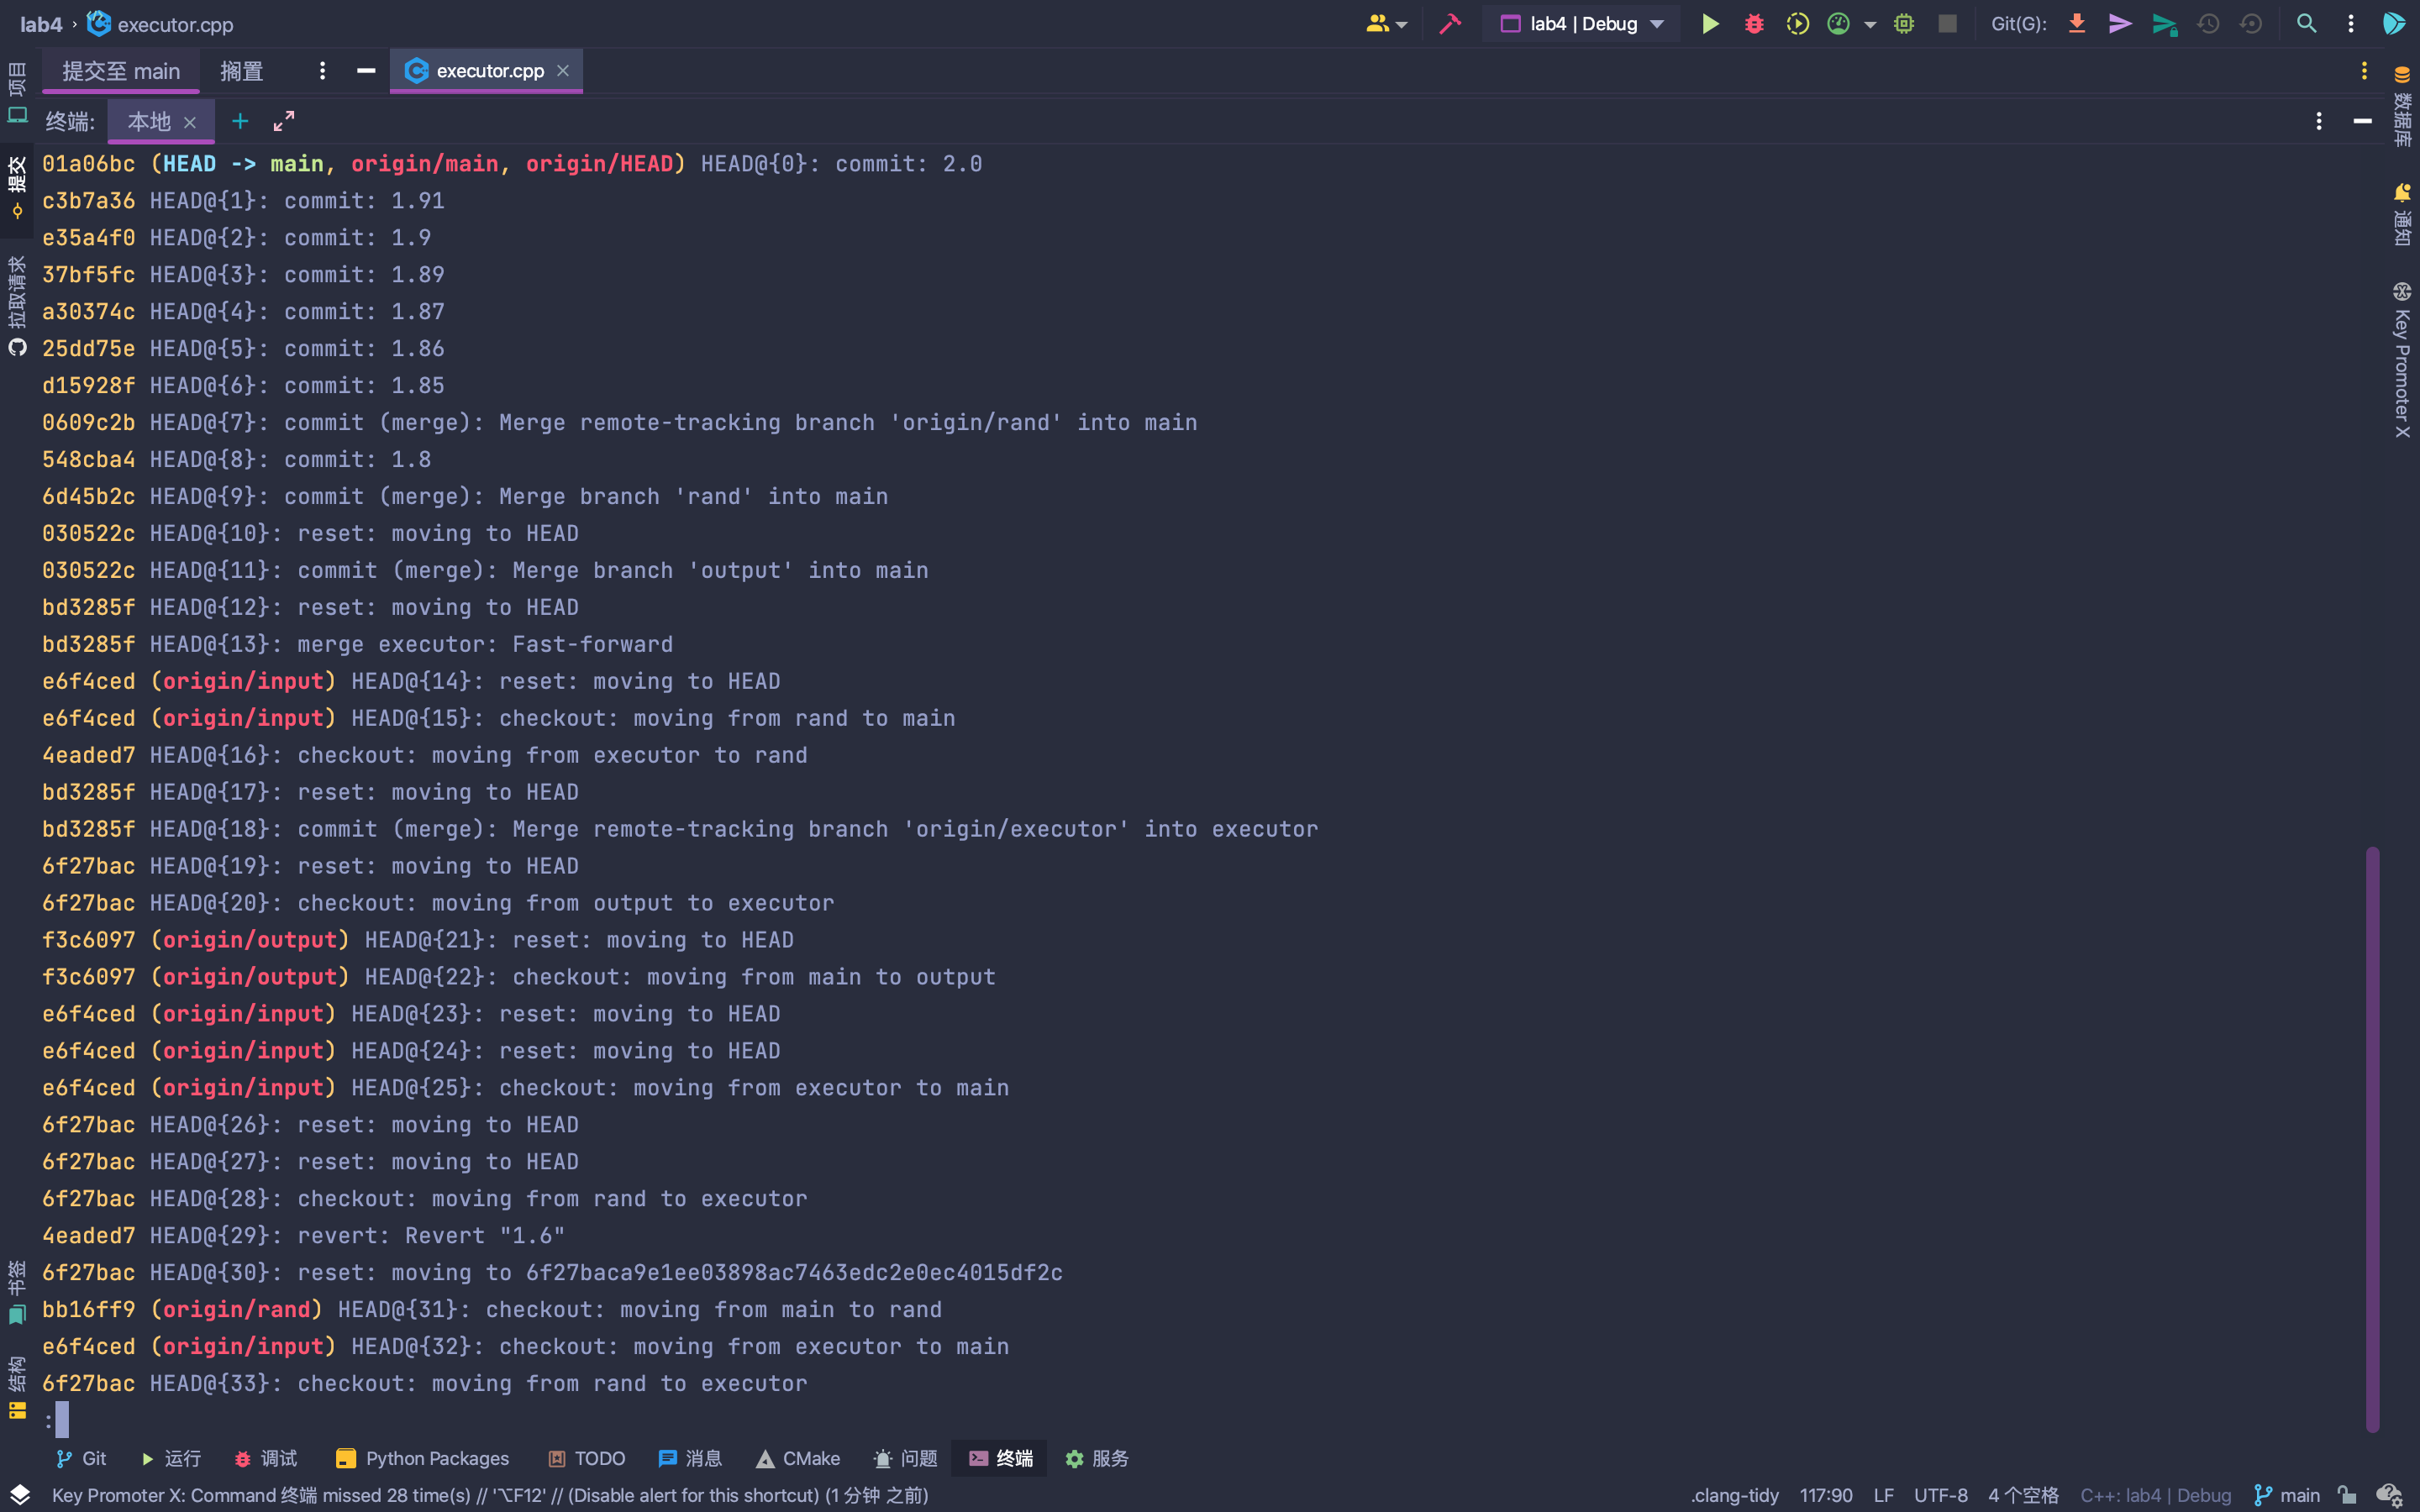 lab4 › executor.cpp
lab4 | Debug
Git(G):
提交至 main
搁置
executor.cpp
终端:
本地
01a06bc (HEAD -> main, origin/main, origin/HEAD) HEAD@{0}: commit: 2.0
c3b7a36 HEAD@{1}: commit: 1.91
e35a4f0 HEAD@{2}: commit: 1.9
37bf5fc HEAD@{3}: commit: 1.89
a30374c HEAD@{4}: commit: 1.87
25dd75e HEAD@{5}: commit: 1.86
d15928f HEAD@{6}: commit: 1.85
0609c2b HEAD@{7}: commit (merge): Merge remote-tracking branch 'origin/rand' into main
548cba4 HEAD@{8}: commit: 1.8
6d45b2c HEAD@{9}: commit (merge): Merge branch 'rand' into main
030522c HEAD@{10}: reset: moving to HEAD
030522c HEAD@{11}: commit (merge): Merge branch 'output' into main
bd3285f HEAD@{12}: reset: moving to HEAD
bd3285f HEAD@{13}: merge executor: Fast-forward
e6f4ced (origin/input) HEAD@{14}: reset: moving to HEAD
e6f4ced (origin/input) HEAD@{15}: checkout: moving from rand to main
4eaded7 HEAD@{16}: checkout: moving from executor to rand
bd3285f HEAD@{17}: reset: moving to HEAD
bd3285f HEAD@{18}: commit (merge): Merge remote-tracking branch 'origin/executor' into executor
6f27bac HEAD@{19}: reset: moving to HEAD
6f27bac HEAD@{20}: checkout: moving from output to executor
f3c6097 (origin/output) HEAD@{21}: reset: moving to HEAD
f3c6097 (origin/output) HEAD@{22}: checkout: moving from main to output
e6f4ced (origin/input) HEAD@{23}: reset: moving to HEAD
e6f4ced (origin/input) HEAD@{24}: reset: moving to HEAD
e6f4ced (origin/input) HEAD@{25}: checkout: moving from executor to main
6f27bac HEAD@{26}: reset: moving to HEAD
6f27bac HEAD@{27}: reset: moving to HEAD
6f27bac HEAD@{28}: checkout: moving from rand to executor
4eaded7 HEAD@{29}: revert: Revert "1.6"
6f27bac HEAD@{30}: reset: moving to 6f27baca9e1ee03898ac7463edc2e0ec4015df2c
bb16ff9 (origin/rand) HEAD@{31}: checkout: moving from main to rand
e6f4ced (origin/input) HEAD@{32}: checkout: moving from executor to main
6f27bac HEAD@{33}: checkout: moving from rand to executor
:
项目
提交
拉取请求
书签
结构
数据库
通知
Key Promoter X
Git
运行
调试
Python Packages
TODO
消息
CMake
问题
终端
服务
Key Promoter X: Command 终端 missed 28 time(s) // '⌥F12' // (Disable alert for this shortcut) (1 分钟 之前)
.clang-tidy
117:90
LF
UTF-8
4 个空格
C++: lab4 | Debug
main